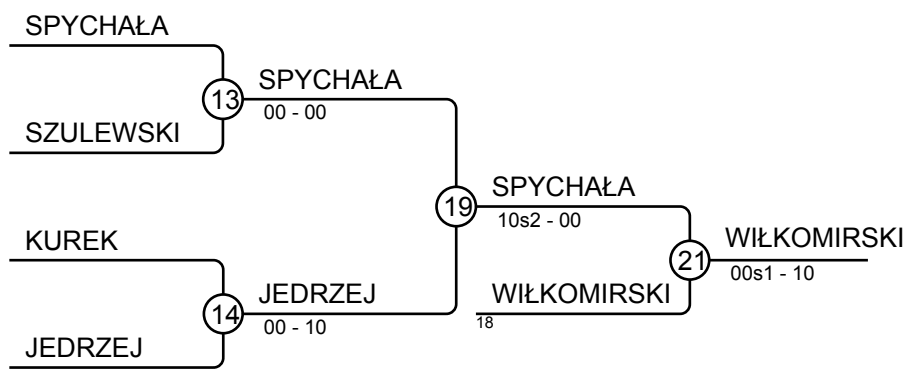 SPYCHAŁA
13
SPYCHAŁA
00 - 00
SZULEWSKI
19
SPYCHAŁA
10s2 - 00
KUREK
14
JEDRZEJ
00 - 10
JEDRZEJ
WIŁKOMIRSKI
18
21
WIŁKOMIRSKI
00s1 - 10